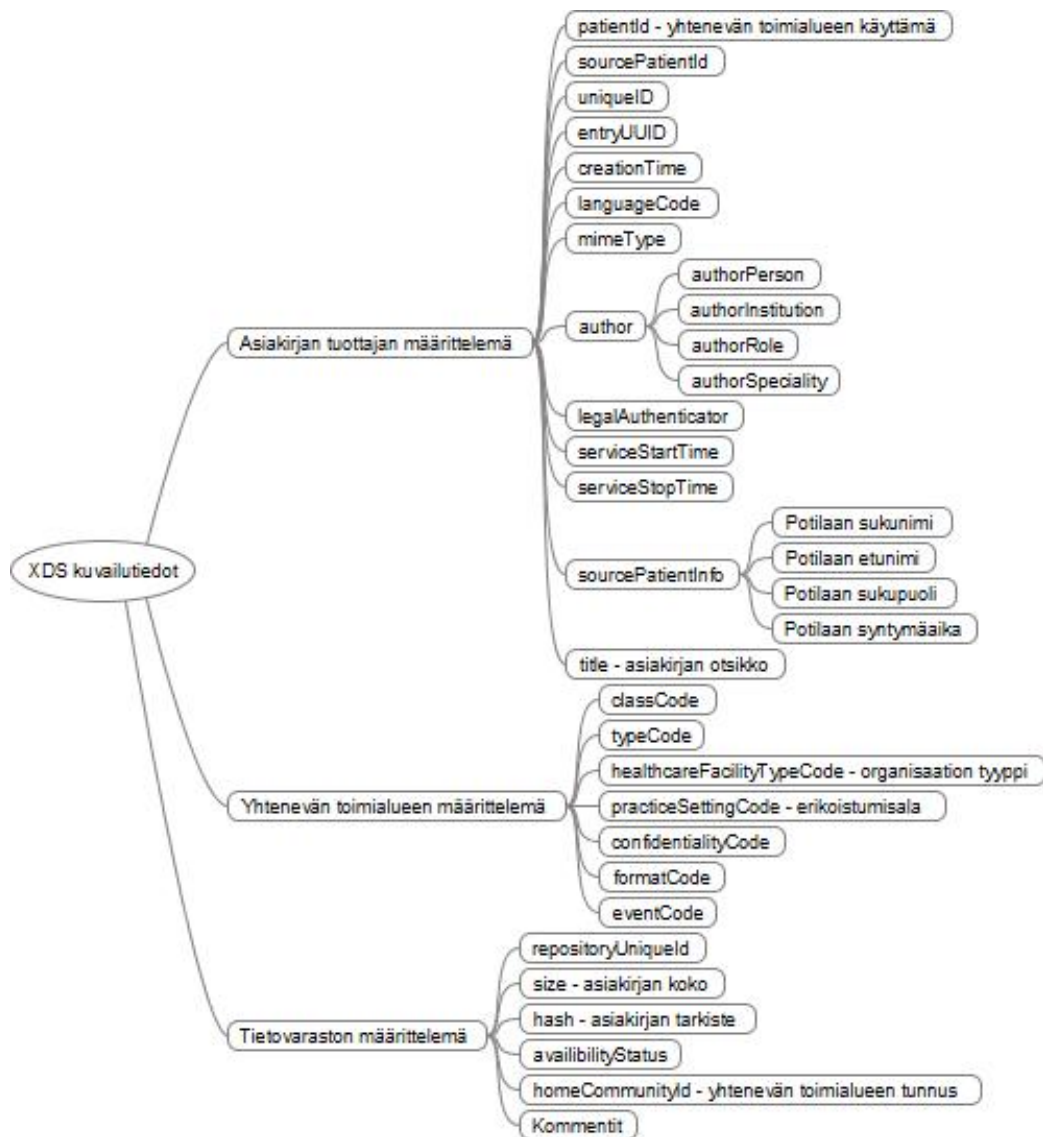 patientId - yhtenevän toimialueen käyttämä
sourcePatientId
uniqueID
entryUUID
creationTime
languageCode
mimeType
authorPerson
authorInstitution
author
authorRole
authorSpeciality
Asiakirjan tuottajan määrittelemä
legalAuthenticator
serviceStartTime
serviceStopTime
Potilaan sukunimi
Potilaan etunimi
XDS kuvailutiedot
sourcePatientInfo
Potilaan sukupuoli
Potilaan syntymäaika
title - asiakirjan otsikko
classCode
typeCode
healthcareFacilityTypeCode - organisaation tyyppi
Yhtenevän toimialueen määrittelemä
practiceSettingCode - erikoistumisala
confidentialityCode
formatCode
eventCode
repositoryUniqueId
size - asiakirjan koko
hash - asiakirjan tarkiste
Tietovaraston määrittelemä
availibilityStatus
homeCommunityId - yhtenevän toimialueen tunnus
Kommentit